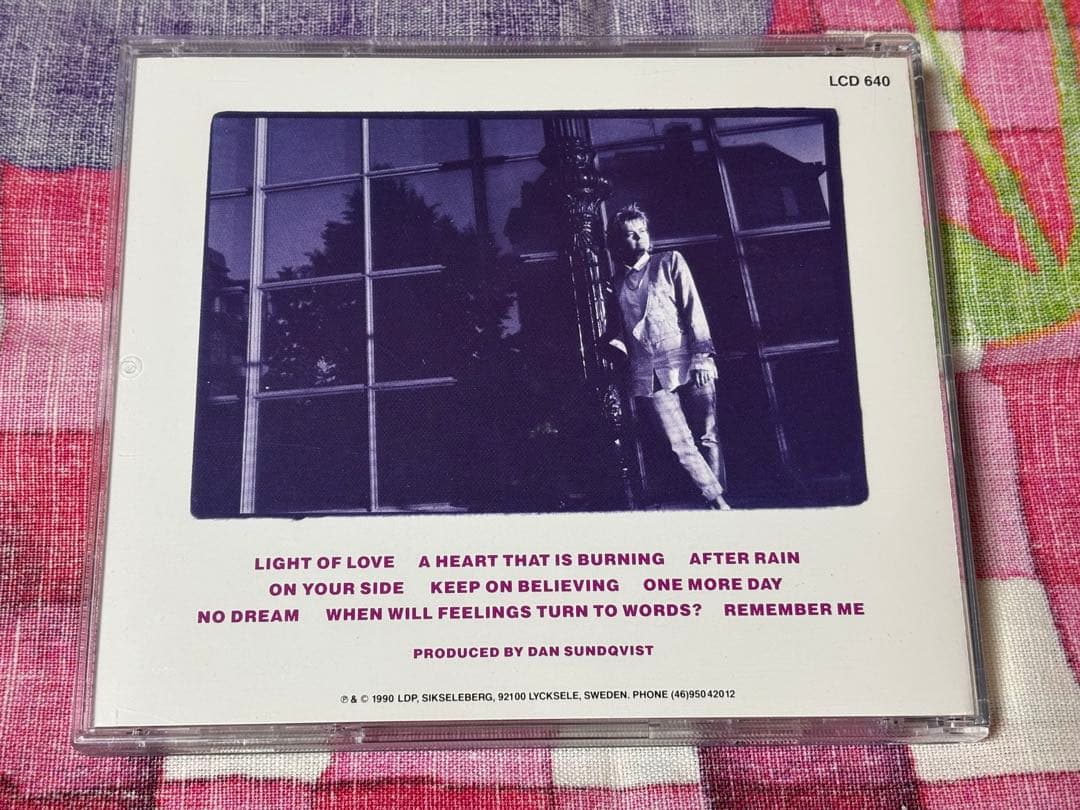 LCD 640
LIGHT OF LOVE A HEART THAT IS BURNING AFTER RAIN
ON YOUR SIDE KEEP ON BELIEVING ONE MORE DAY
NO DREAM WHEN WILL FEELINGS TURN TO WORDS? REMEMBER ME
PRODUCED BY DAN SUNDQVIST
℗ & © 1990 LDP, SIKSELEBERG, 92100 LYCKSELE, SWEDEN. PHONE (46)950 42012